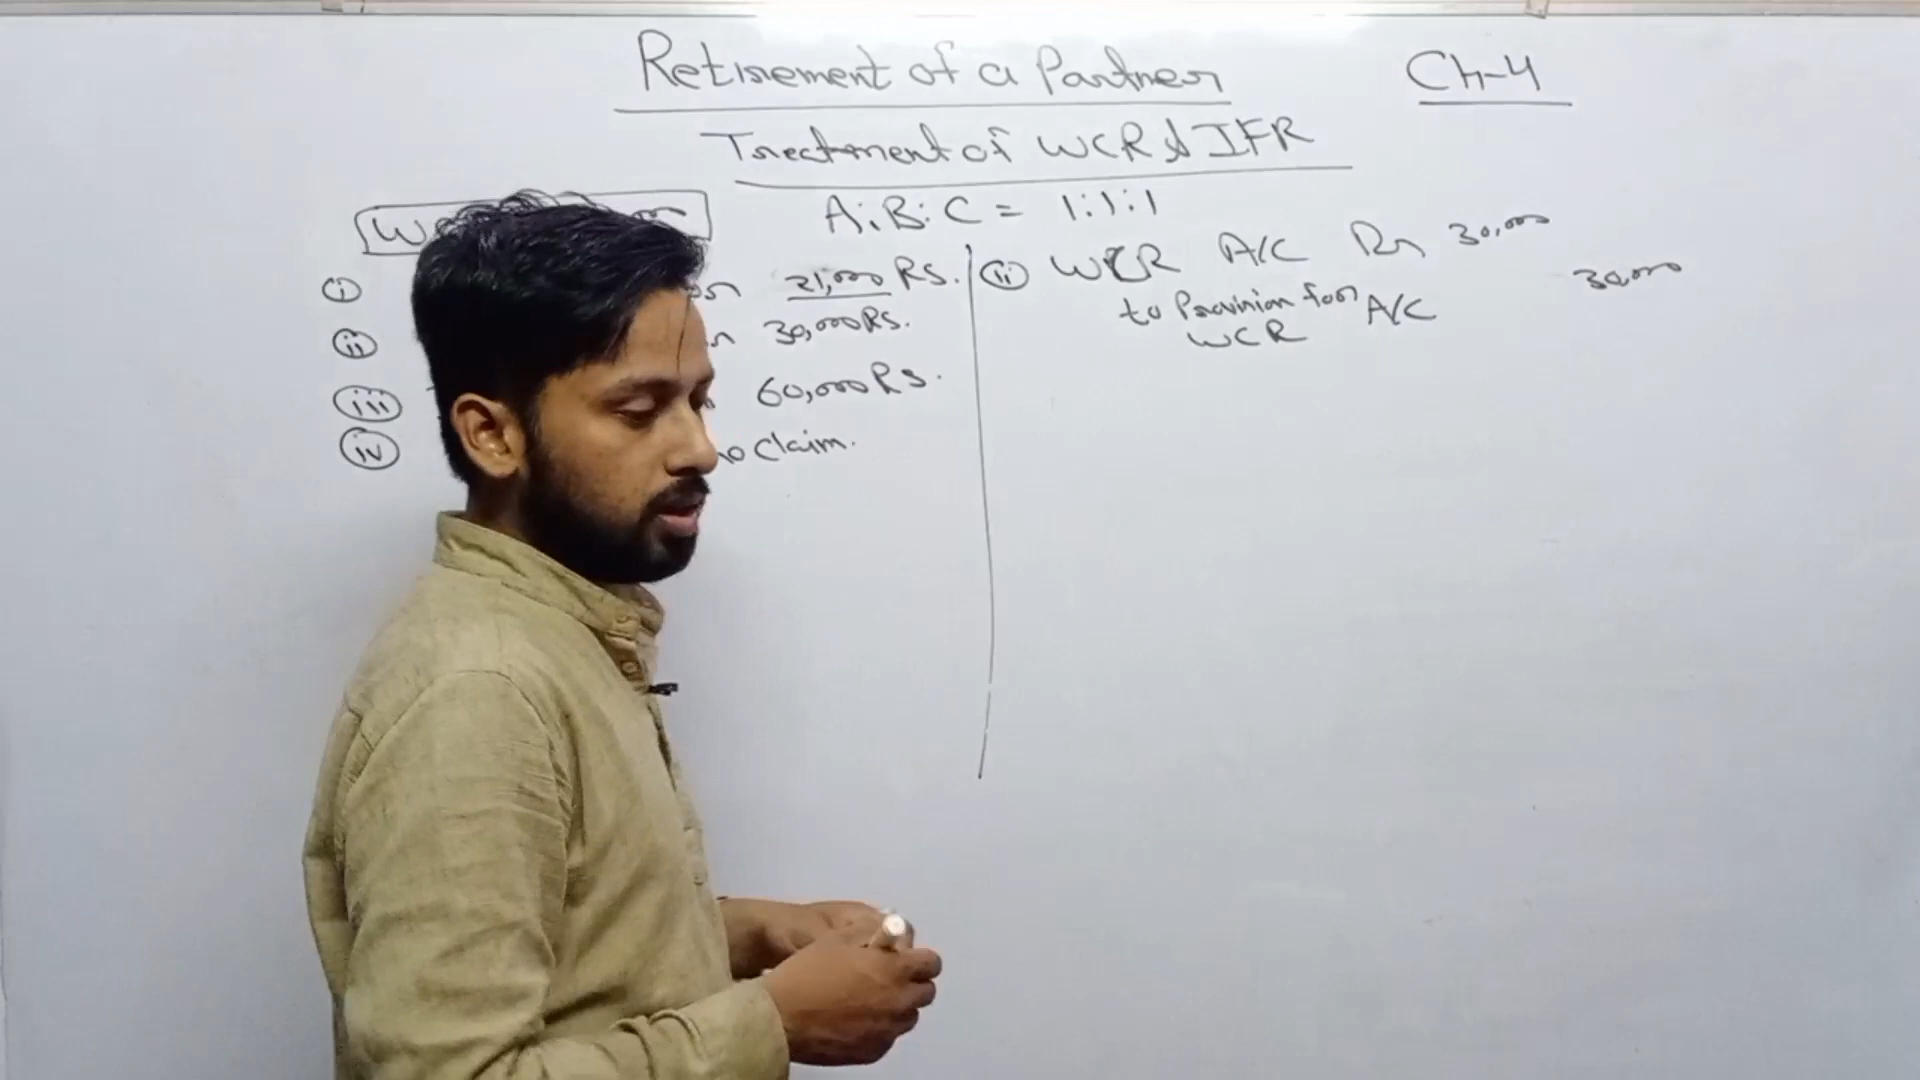 Retirement of a Partner
Ch-4
Treatment of WCR & IFR
A:B:C = 1:1:1
(i) 21,000 RS.
(ii) 30,000 RS.
(iii) 60,000 RS.
(iv) no Claim.
(ii) WCR A/C Dr 30,000
to Provision for A/C 30,000
WCR